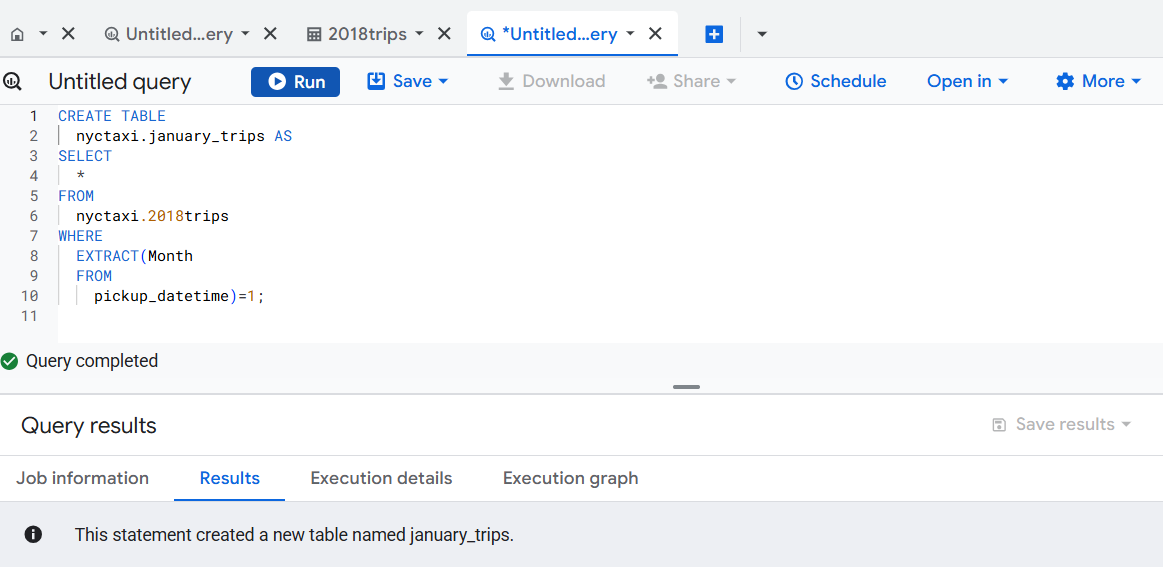 Untitled...ery
2018trips
*Untitled...ery
Untitled query
Run
Save
Download
Share
Schedule
Open in
More
1 CREATE TABLE
2 nyctaxi.january_trips AS
3 SELECT
4 *
5 FROM
6 nyctaxi.2018trips
7 WHERE
8 EXTRACT(Month
9 FROM
10 pickup_datetime)=1;
11
Query completed
Query results
Save results
Job information
Results
Execution details
Execution graph
This statement created a new table named january_trips.